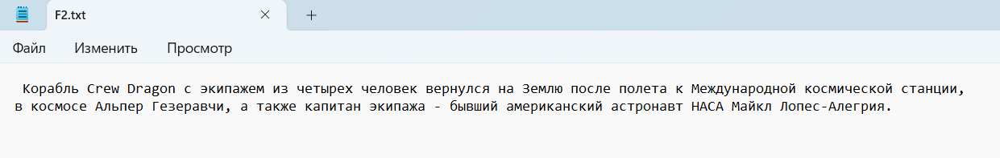 F2.txt
Файл Изменить Просмотр
Корабль Crew Dragon с экипажем из четырех человек вернулся на Землю после полета к Международной космической станции,
в космосе Альпер Гезеравчи, а также капитан экипажа - бывший американский астронавт НАСА Майкл Лопес-Алегрия.